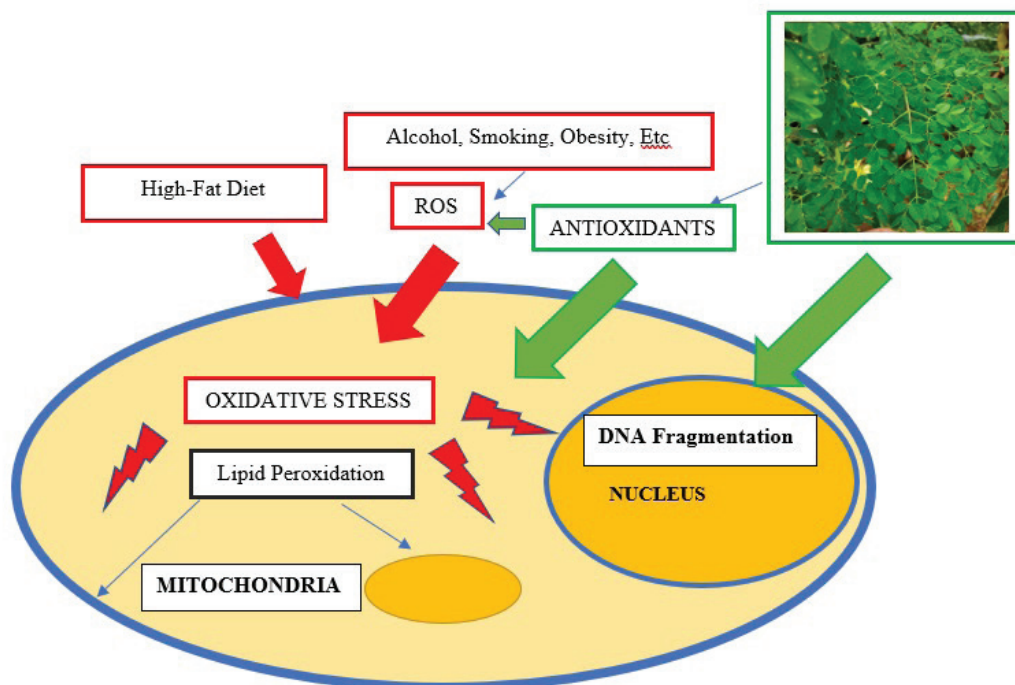 Alcohol, Smoking, Obesity, Etc
High-Fat Diet
ROS
ANTIOXIDANTS
OXIDATIVE STRESS
DNA Fragmentation
Lipid Peroxidation
NUCLEUS
MITOCHONDRIA